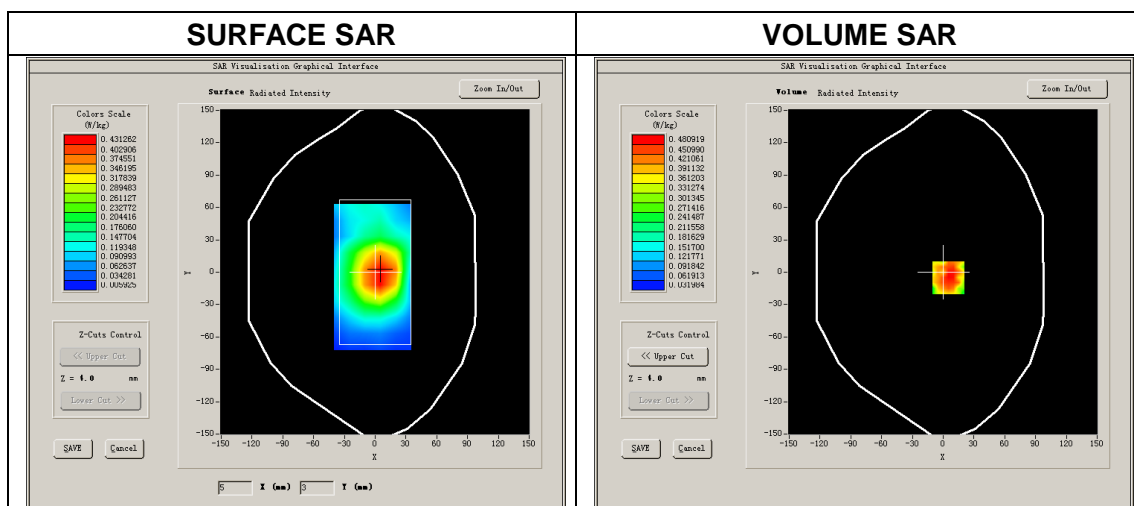 SURFACE SAR
VOLUME SAR
SAR Visualisation Graphical Interface
Surface Radiated Intensity
Zoom In/Out
Colors Scale
(W/kg)
0.431262
0.402906
0.374551
0.346195
0.317839
0.289483
0.261127
0.232772
0.204416
0.176060
0.147704
0.119348
0.090993
0.062637
0.034281
0.005925
150
120
90
60
30
0
-30
-60
-90
-120
-150
Y
-150 -120 -90 -60 -30 0 30 60 90 120 150
X
Z-Cuts Control
<< Upper Cut
Z = 4.0 mm
Lower Cut >>
SAVE Cancel
5 X (mm) 3 Y (mm)
SAR Visualisation Graphical Interface
Volume Radiated Intensity
Zoom In/Out
Colors Scale
(W/kg)
0.480919
0.450990
0.421061
0.391132
0.361203
0.331274
0.301345
0.271416
0.241487
0.211558
0.181629
0.151700
0.121771
0.091842
0.061913
0.031984
150
120
90
60
30
0
-30
-60
-90
-120
-150
Y
-150 -120 -90 -60 -30 0 30 60 90 120 150
X
Z-Cuts Control
<< Upper Cut
Z = 4.0 mm
Lower Cut >>
SAVE Cancel